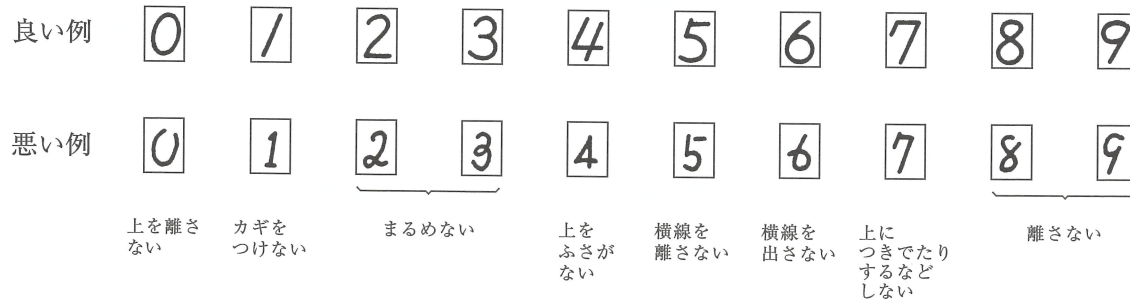 良い例 0 1 2 3 4 5 6 7 8 9
悪い例 0 1 2 3 4 5 6 7 8 9
上を離さ
ない
カギを
つけない
まるめない
上を
ふさが
ない
横線を
離さない
横線を
出さない
上に
つきでたり
するなど
しない
離さない